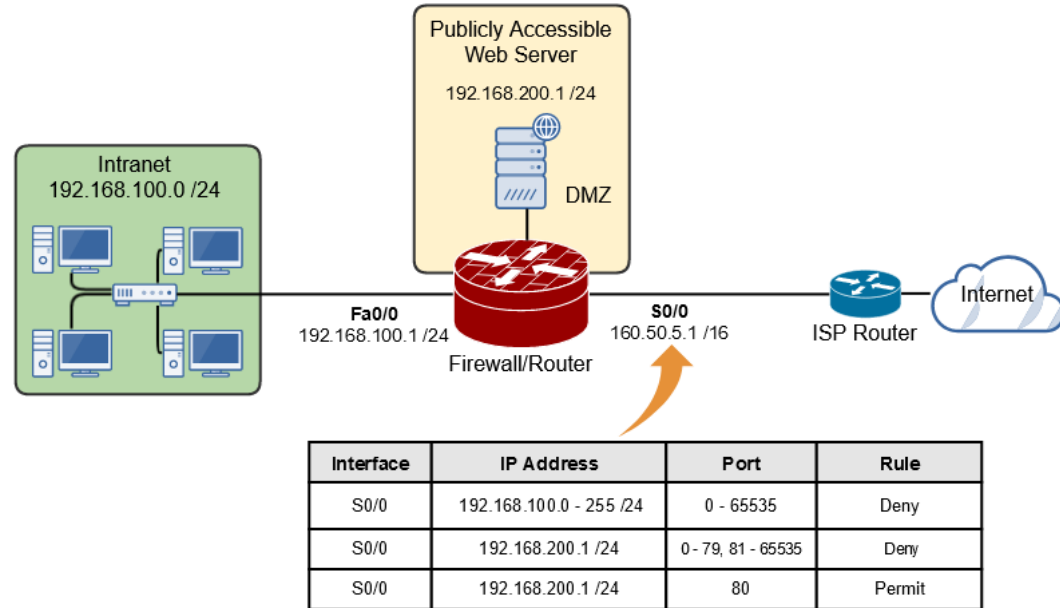 Publicly Accessible
Web Server
192.168.200.1 /24
DMZ
Intranet
192.168.100.0 /24
Fa0/0
192.168.100.1 /24
Firewall/Router
S0/0
160.50.5.1 /16
ISP Router
Internet
Interface IP Address Port Rule
S0/0 192.168.100.0 - 255 /24 0 - 65535 Deny
S0/0 192.168.200.1 /24 0 - 79, 81 - 65535 Deny
S0/0 192.168.200.1 /24 80 Permit